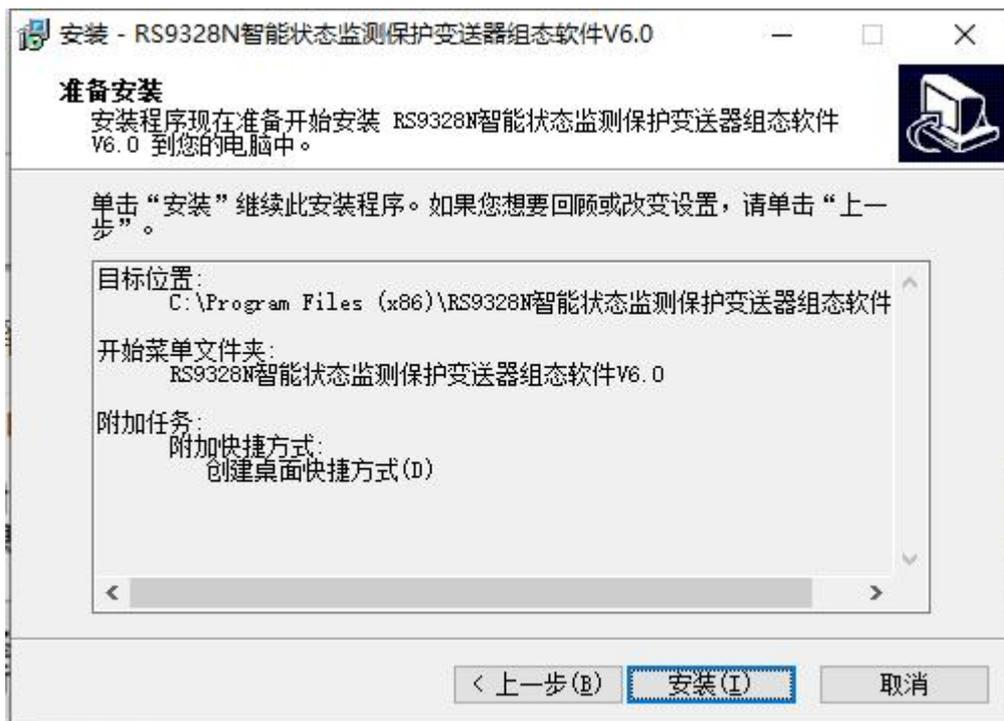 安装 - RS9328N智能状态监测保护变送器组态软件V6.0
准备安装
安装程序现在准备开始安装 RS9328N智能状态监测保护变送器组态软件
V6.0 到您的电脑中。
单击“安装”继续此安装程序。如果您想要回顾或改变设置，请单击“上一
步”。
目标位置:
C:\Program Files (x86)\RS9328N智能状态监测保护变送器组态软件
开始菜单文件夹:
RS9328N智能状态监测保护变送器组态软件V6.0
附加任务:
附加快捷方式:
创建桌面快捷方式(D)
< 上一步(B)
安装(I)
取消